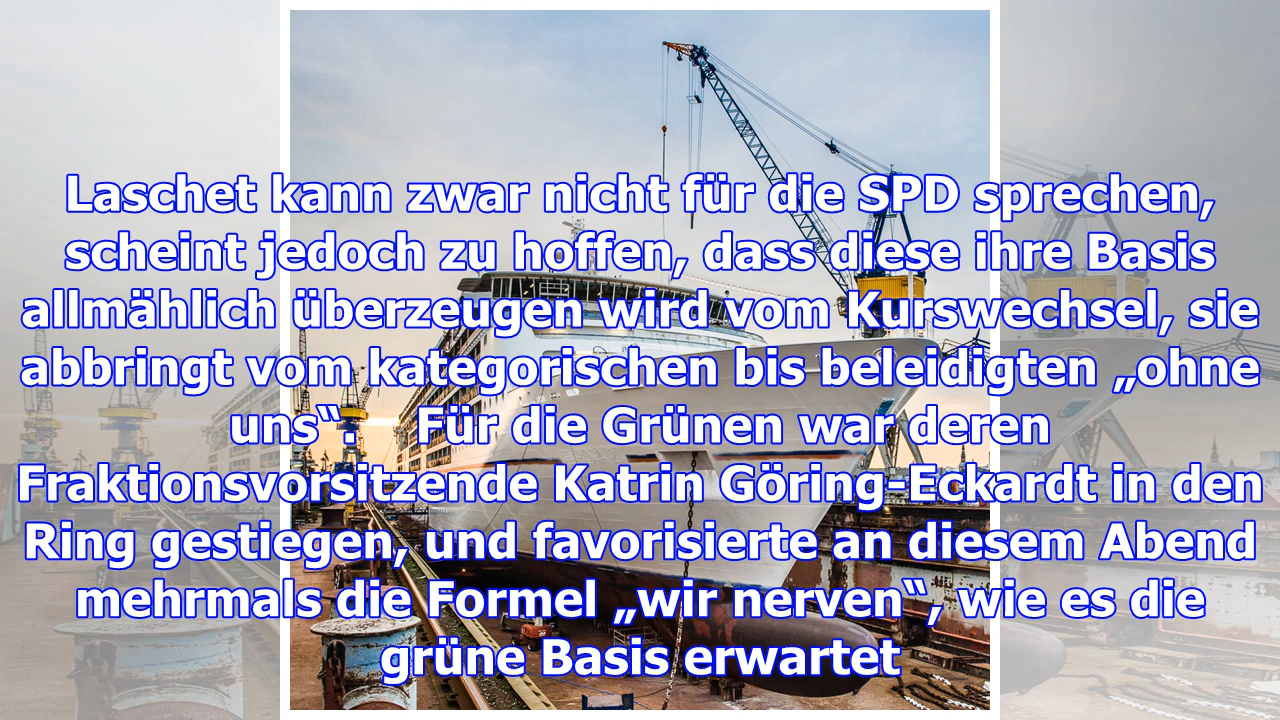 Laschet kann zwar nicht für die SPD sprechen,
scheint jedoch zu hoffen, dass diese ihre Basis
allmählich überzeugen wird vom Kurswechsel, sie
abbringt vom kategorischen bis beleidigten „ohne
uns“.    Für die Grünen war deren
Fraktionsvorsitzende Katrin Göring-Eckardt in den
Ring gestiegen, und favorisierte an diesem Abend
mehrmals die Formel „wir nerven“, wie es die
grüne Basis erwartet